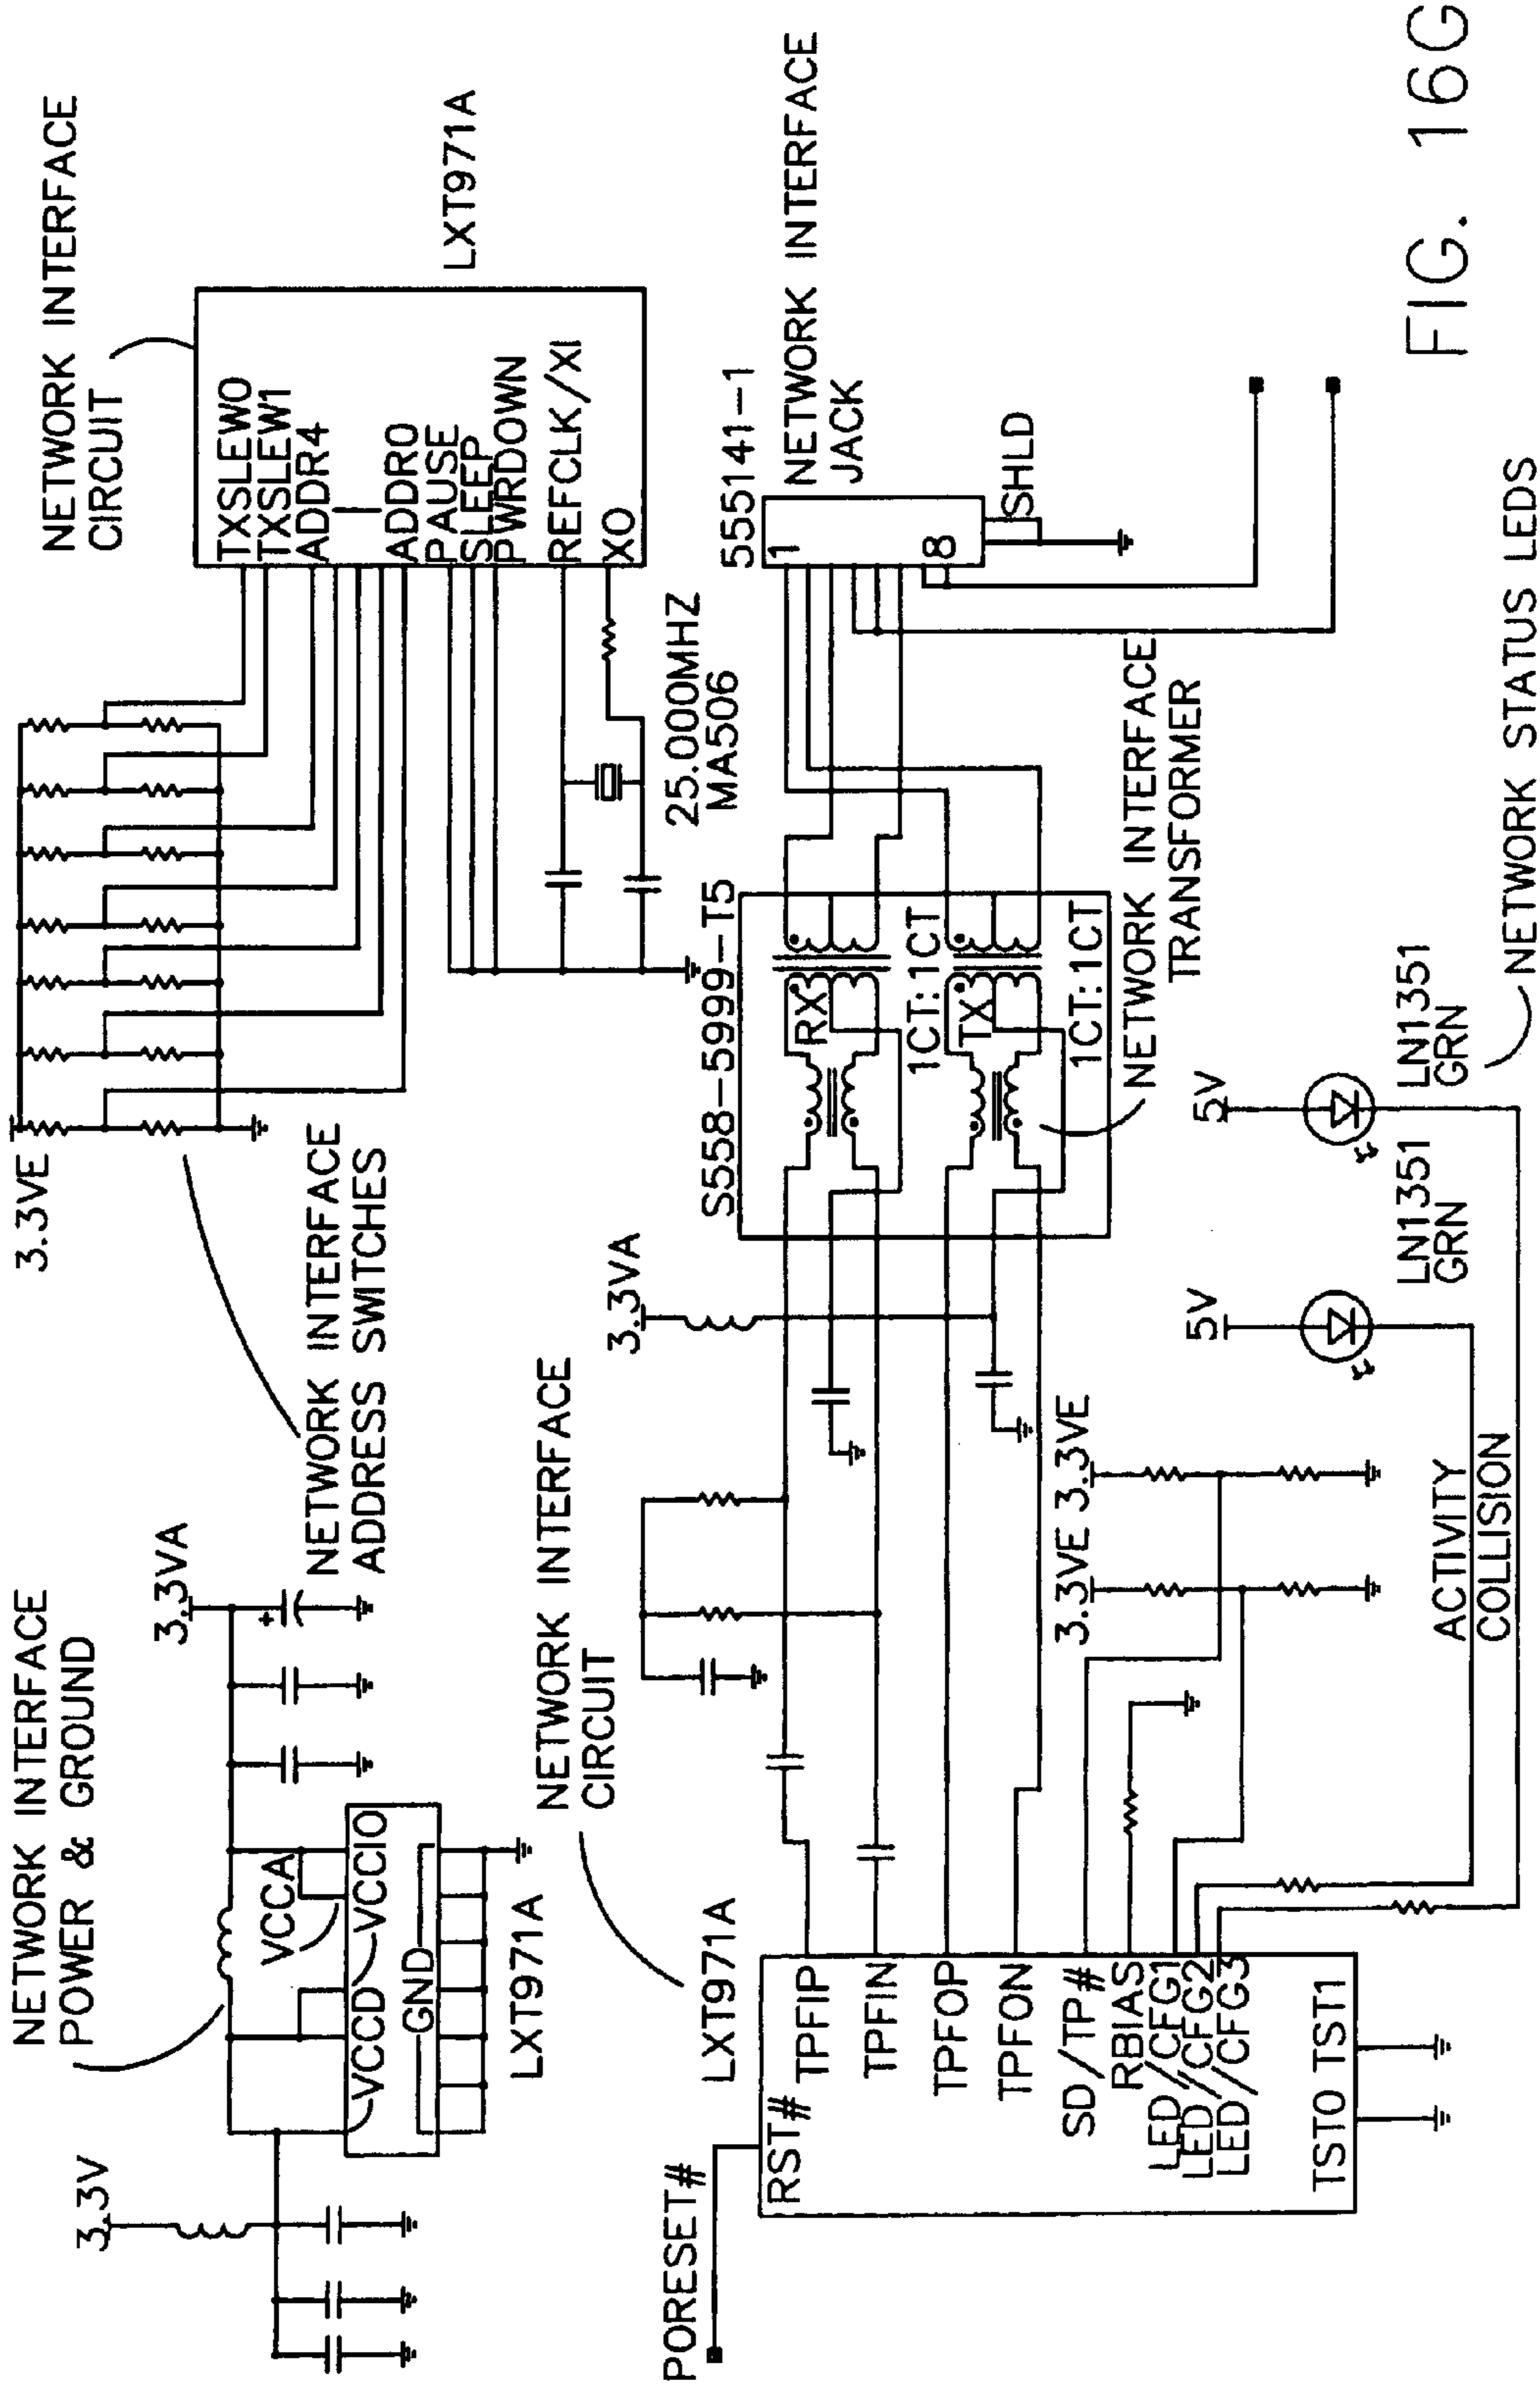 NETWORK INTERFACE
POWER & GROUND
3.3V
3.3VA
VCCA
VCCD
VCCIO
GND
LXT971A
3.3VE
NETWORK INTERFACE
ADDRESS SWITCHES
NETWORK INTERFACE
CIRCUIT
TXSLEW0
TXSLEW1
ADDR4
ADDR0
PAUSE
SLEEP
PWRDOWN
REFCLK/XI
XO
LXT971A
25.000MHZ
MA506
NETWORK INTERFACE
CIRCUIT
LXT971A
PORESET#
RST#
TPFIP
TPFIN
TPFOP
TPFON
SD/TP#
RBIAS
LED/CFG1
LED/CFG2
LED/CFG3
TST0 TST1
3.3VA
S558-5999-T5
RX
1CT:1CT
TX
1CT:1CT
NETWORK INTERFACE
TRANSFORMER
555141-1
NETWORK INTERFACE
JACK
1
8
SHLD
3.3VE 3.3VE
5V
5V
LN1351
GRN
LN1351
GRN
ACTIVITY
COLLISION
NETWORK STATUS LEDS
FIG. 16G